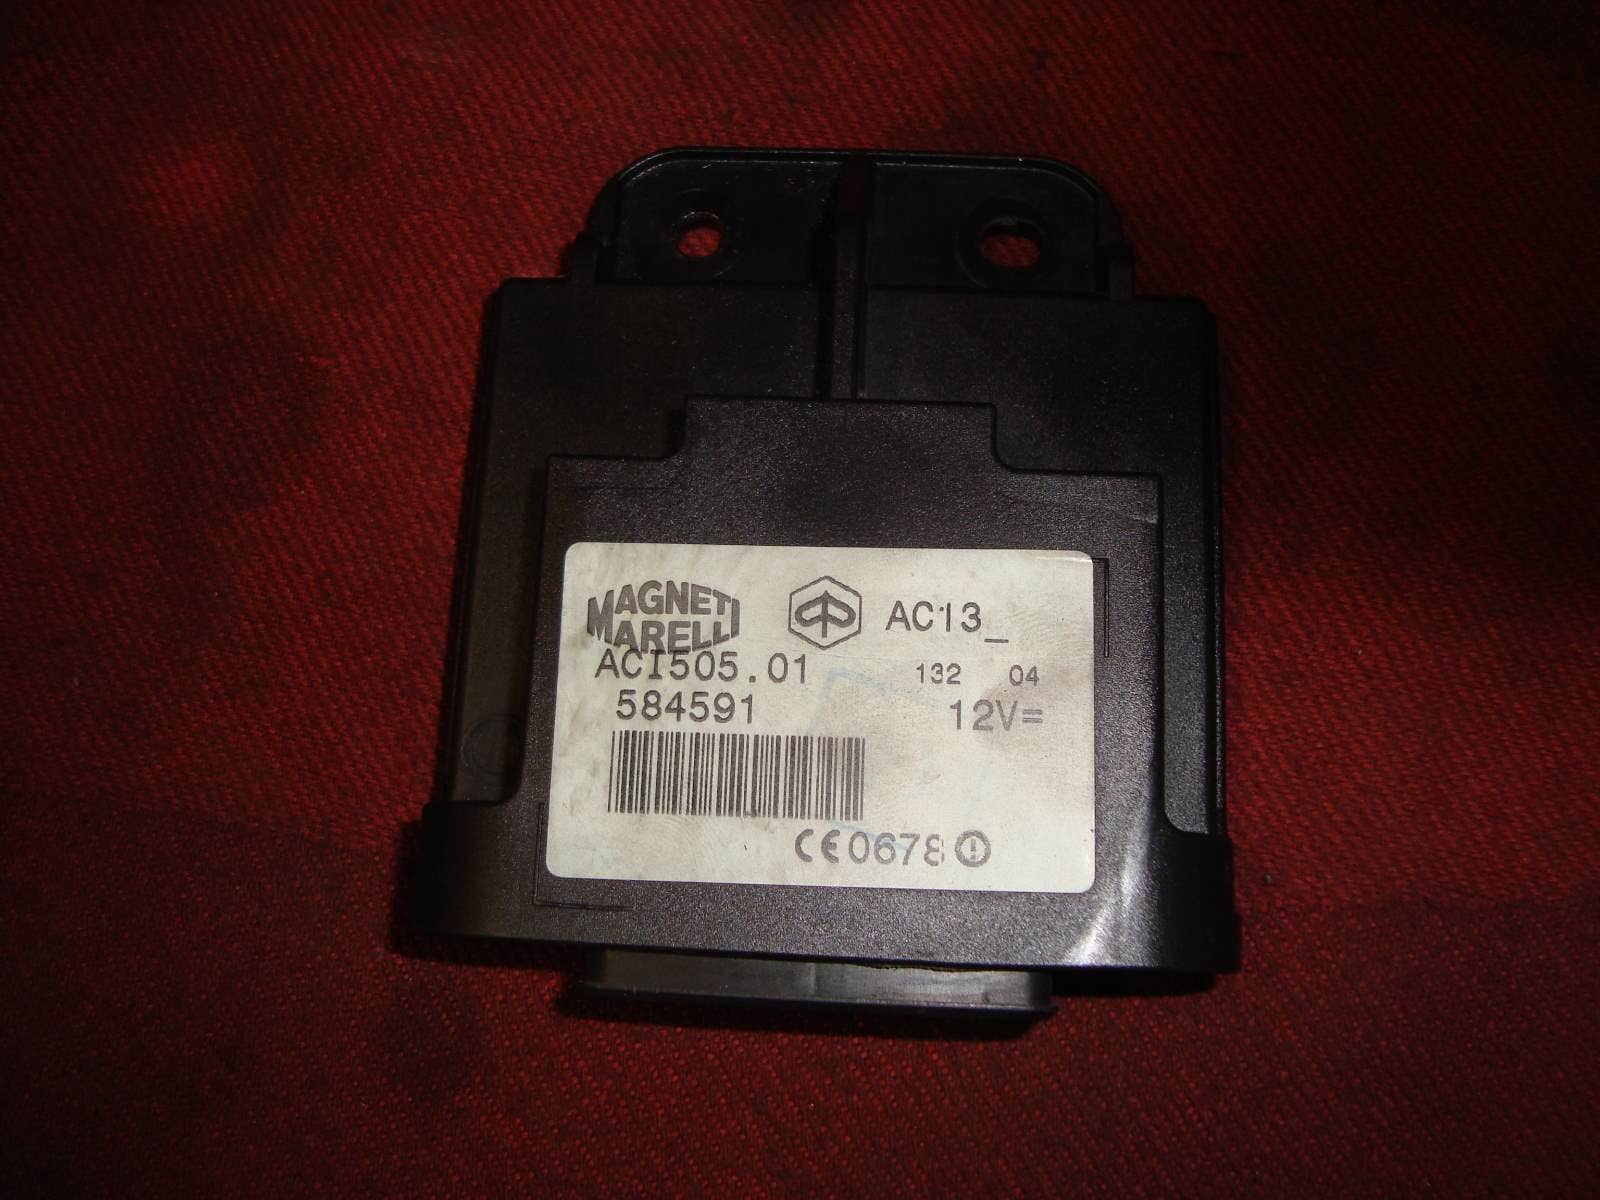 MAGNETI MARELLI
AC13_
ACI505.01
132 04
584591
12V=
CE0678